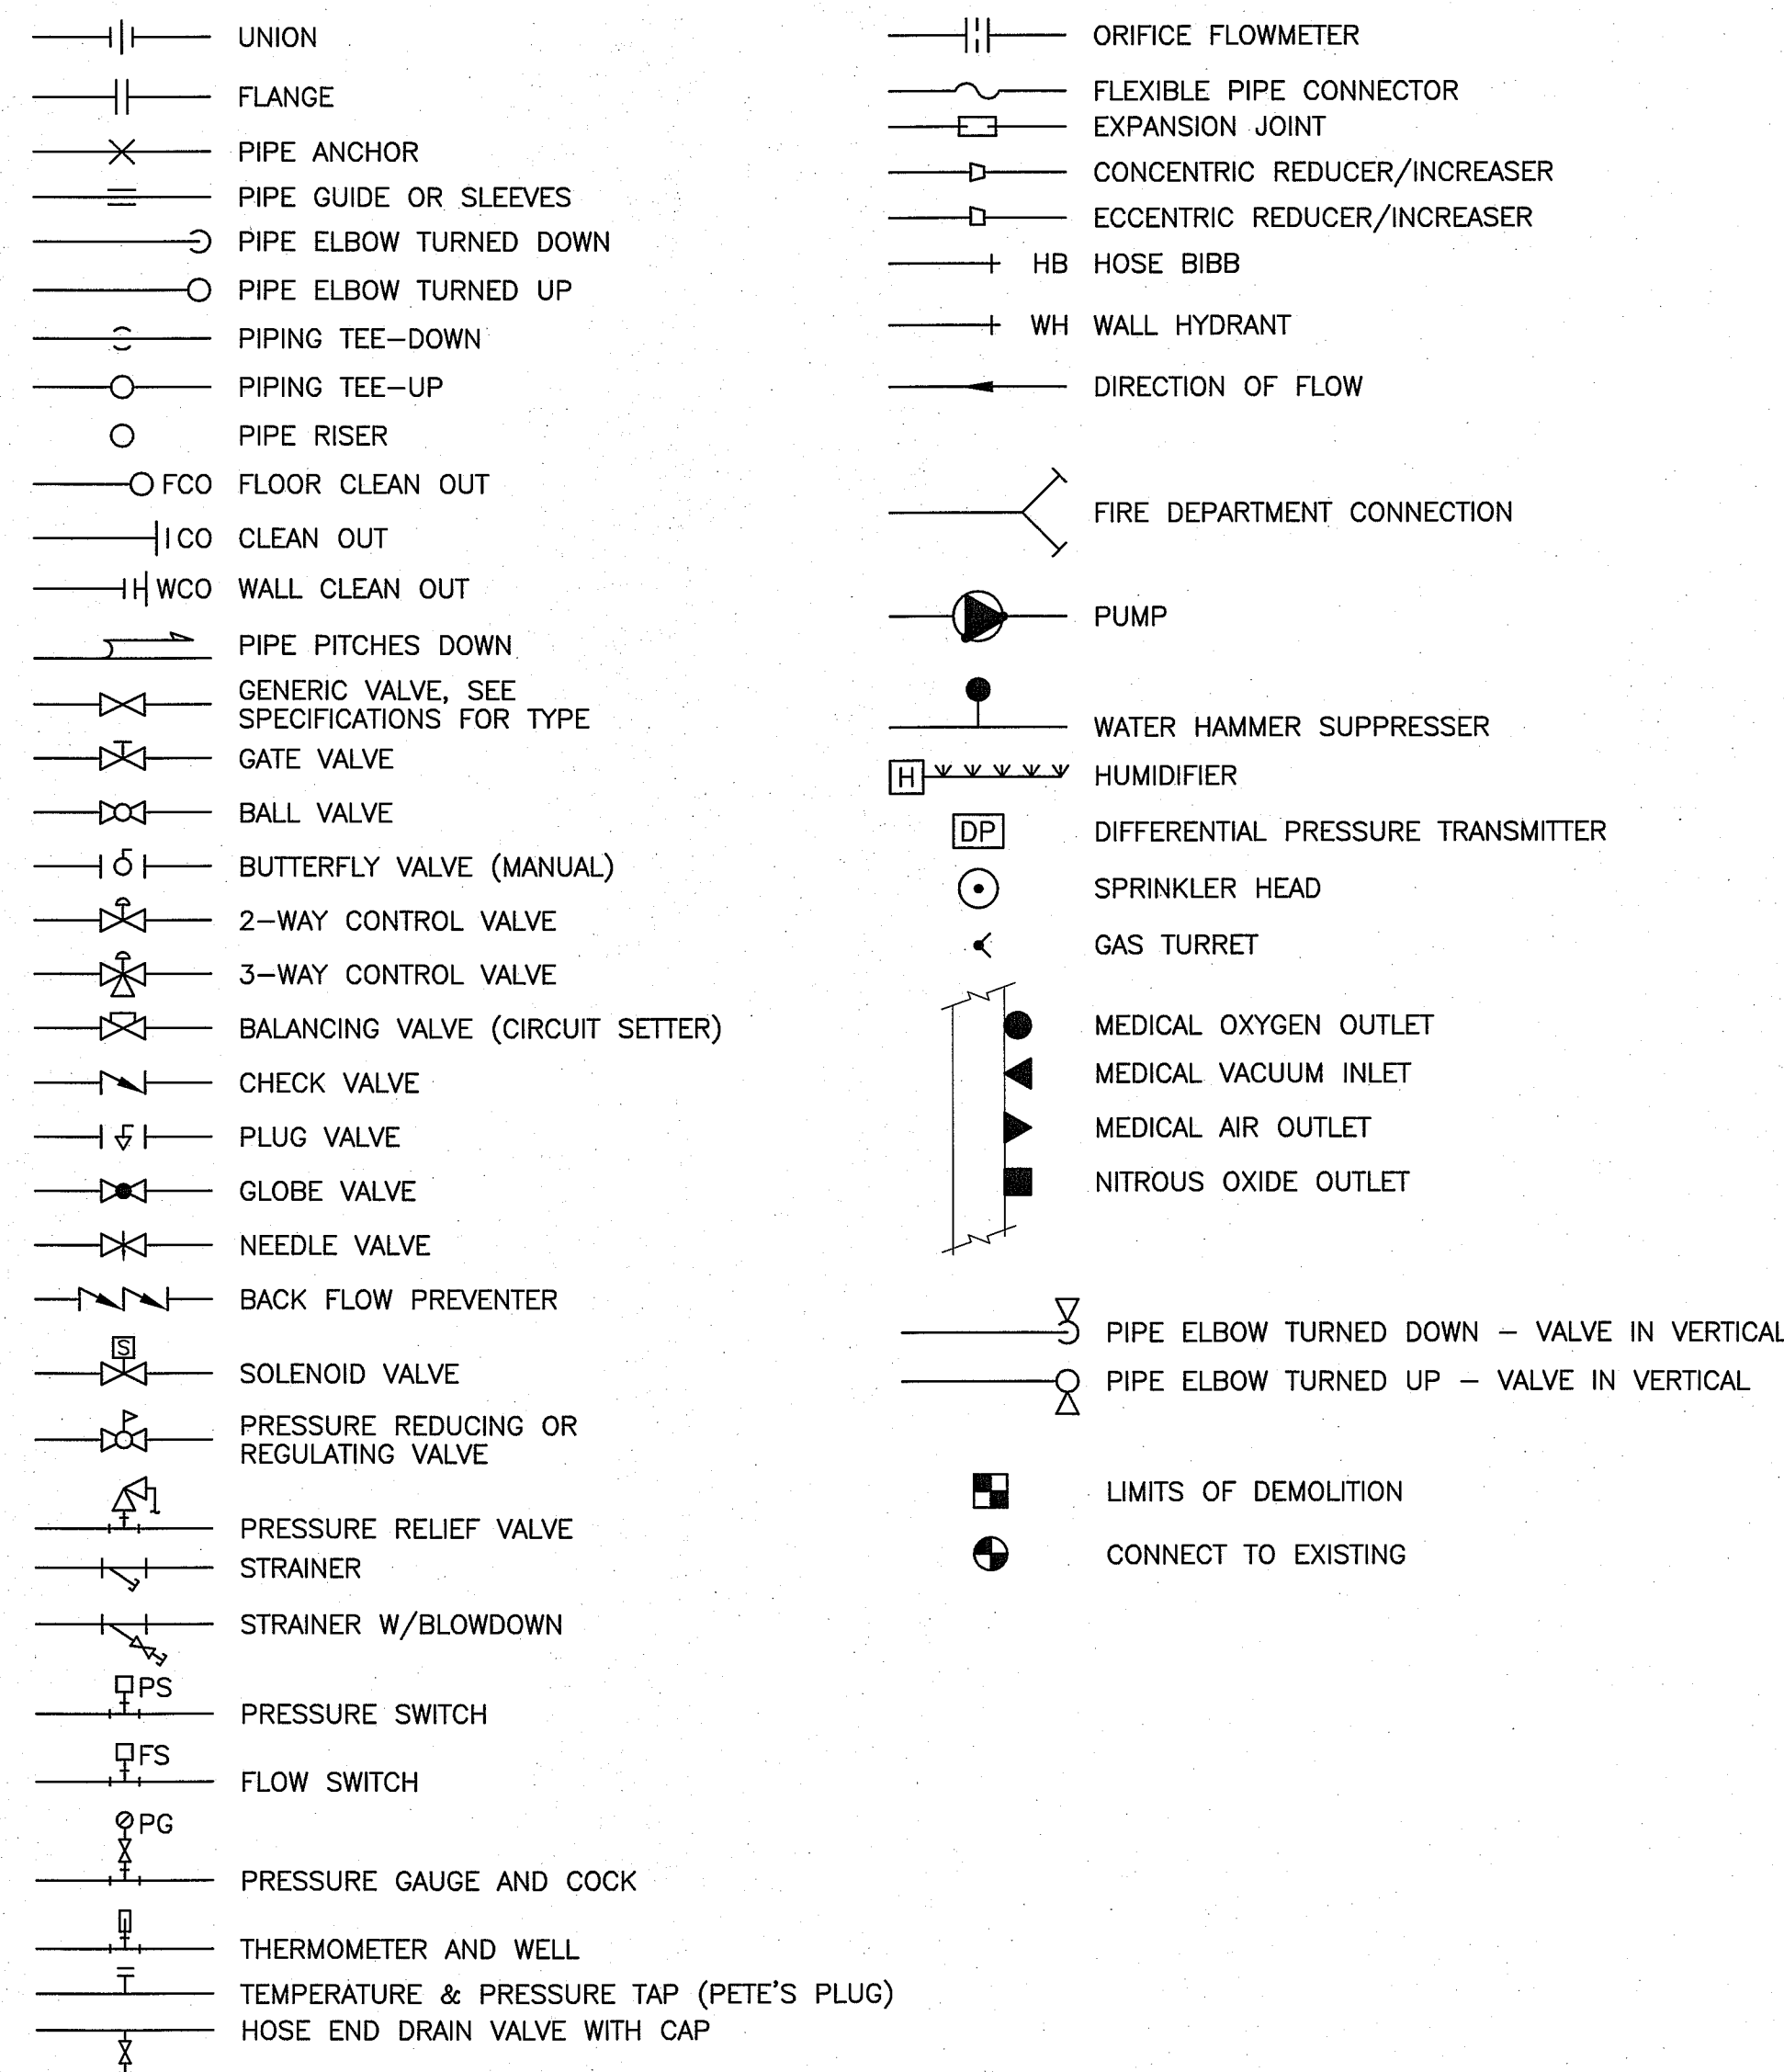 UNION
FLANGE
PIPE ANCHOR
PIPE GUIDE OR SLEEVES
PIPE ELBOW TURNED DOWN
PIPE ELBOW TURNED UP
PIPING TEE-DOWN
PIPING TEE-UP
PIPE RISER
FCO FLOOR CLEAN OUT
CO CLEAN OUT
WCO WALL CLEAN OUT
PIPE PITCHES DOWN
GENERIC VALVE, SEE
SPECIFICATIONS FOR TYPE
GATE VALVE
BALL VALVE
BUTTERFLY VALVE (MANUAL)
2-WAY CONTROL VALVE
3-WAY CONTROL VALVE
BALANCING VALVE (CIRCUIT SETTER)
CHECK VALVE
PLUG VALVE
GLOBE VALVE
NEEDLE VALVE
BACK FLOW PREVENTER
S
SOLENOID VALVE
PRESSURE REDUCING OR
REGULATING VALVE
PRESSURE RELIEF VALVE
STRAINER
STRAINER W/BLOWDOWN
PS
PRESSURE SWITCH
FS
FLOW SWITCH
PG
PRESSURE GAUGE AND COCK
THERMOMETER AND WELL
TEMPERATURE & PRESSURE TAP (PETE'S PLUG)
HOSE END DRAIN VALVE WITH CAP
ORIFICE FLOWMETER
FLEXIBLE PIPE CONNECTOR
EXPANSION JOINT
CONCENTRIC REDUCER/INCREASER
ECCENTRIC REDUCER/INCREASER
HB HOSE BIBB
WH WALL HYDRANT
DIRECTION OF FLOW
FIRE DEPARTMENT CONNECTION
PUMP
WATER HAMMER SUPPRESSER
H HUMIDIFIER
DP DIFFERENTIAL PRESSURE TRANSMITTER
SPRINKLER HEAD
GAS TURRET
MEDICAL OXYGEN OUTLET
MEDICAL VACUUM INLET
MEDICAL AIR OUTLET
NITROUS OXIDE OUTLET
PIPE ELBOW TURNED DOWN - VALVE IN VERTICAL
PIPE ELBOW TURNED UP - VALVE IN VERTICAL
LIMITS OF DEMOLITION
CONNECT TO EXISTING